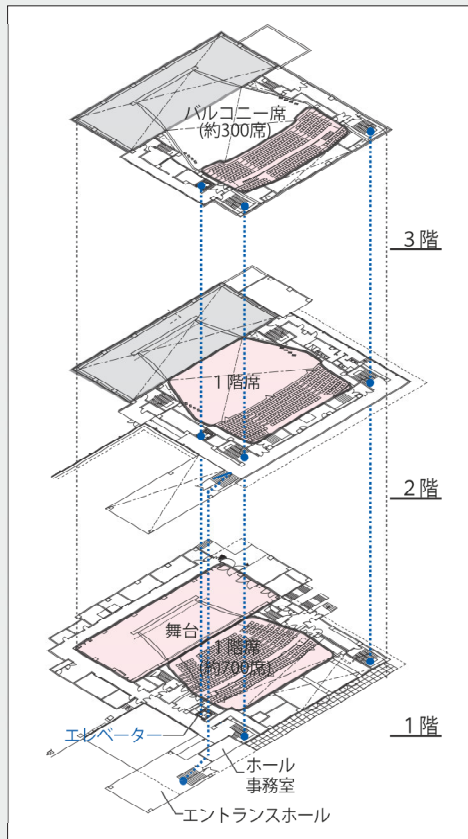 バルコニー席
(約300席)
3階
1階席
2階
舞台
1階席
(約700席)
エレベーター
1階
ホール
事務室
エントランスホール